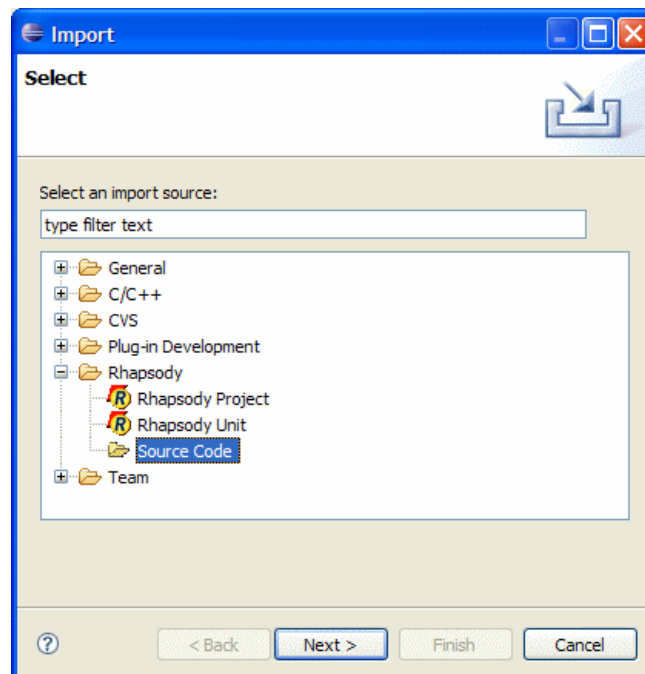 Import
Select
Select an import source:
type filter text
General
C/C++
CVS
Plug-in Development
Rhapsody
R Rhapsody Project
R Rhapsody Unit
Source Code
Team
? < Back Next > Finish Cancel